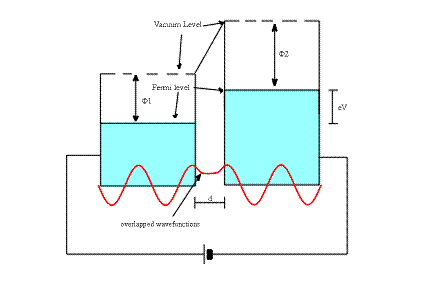 Vacuum Level
Φ2
Fermi level
Φ1
eV
d
overlapped wavefunctions